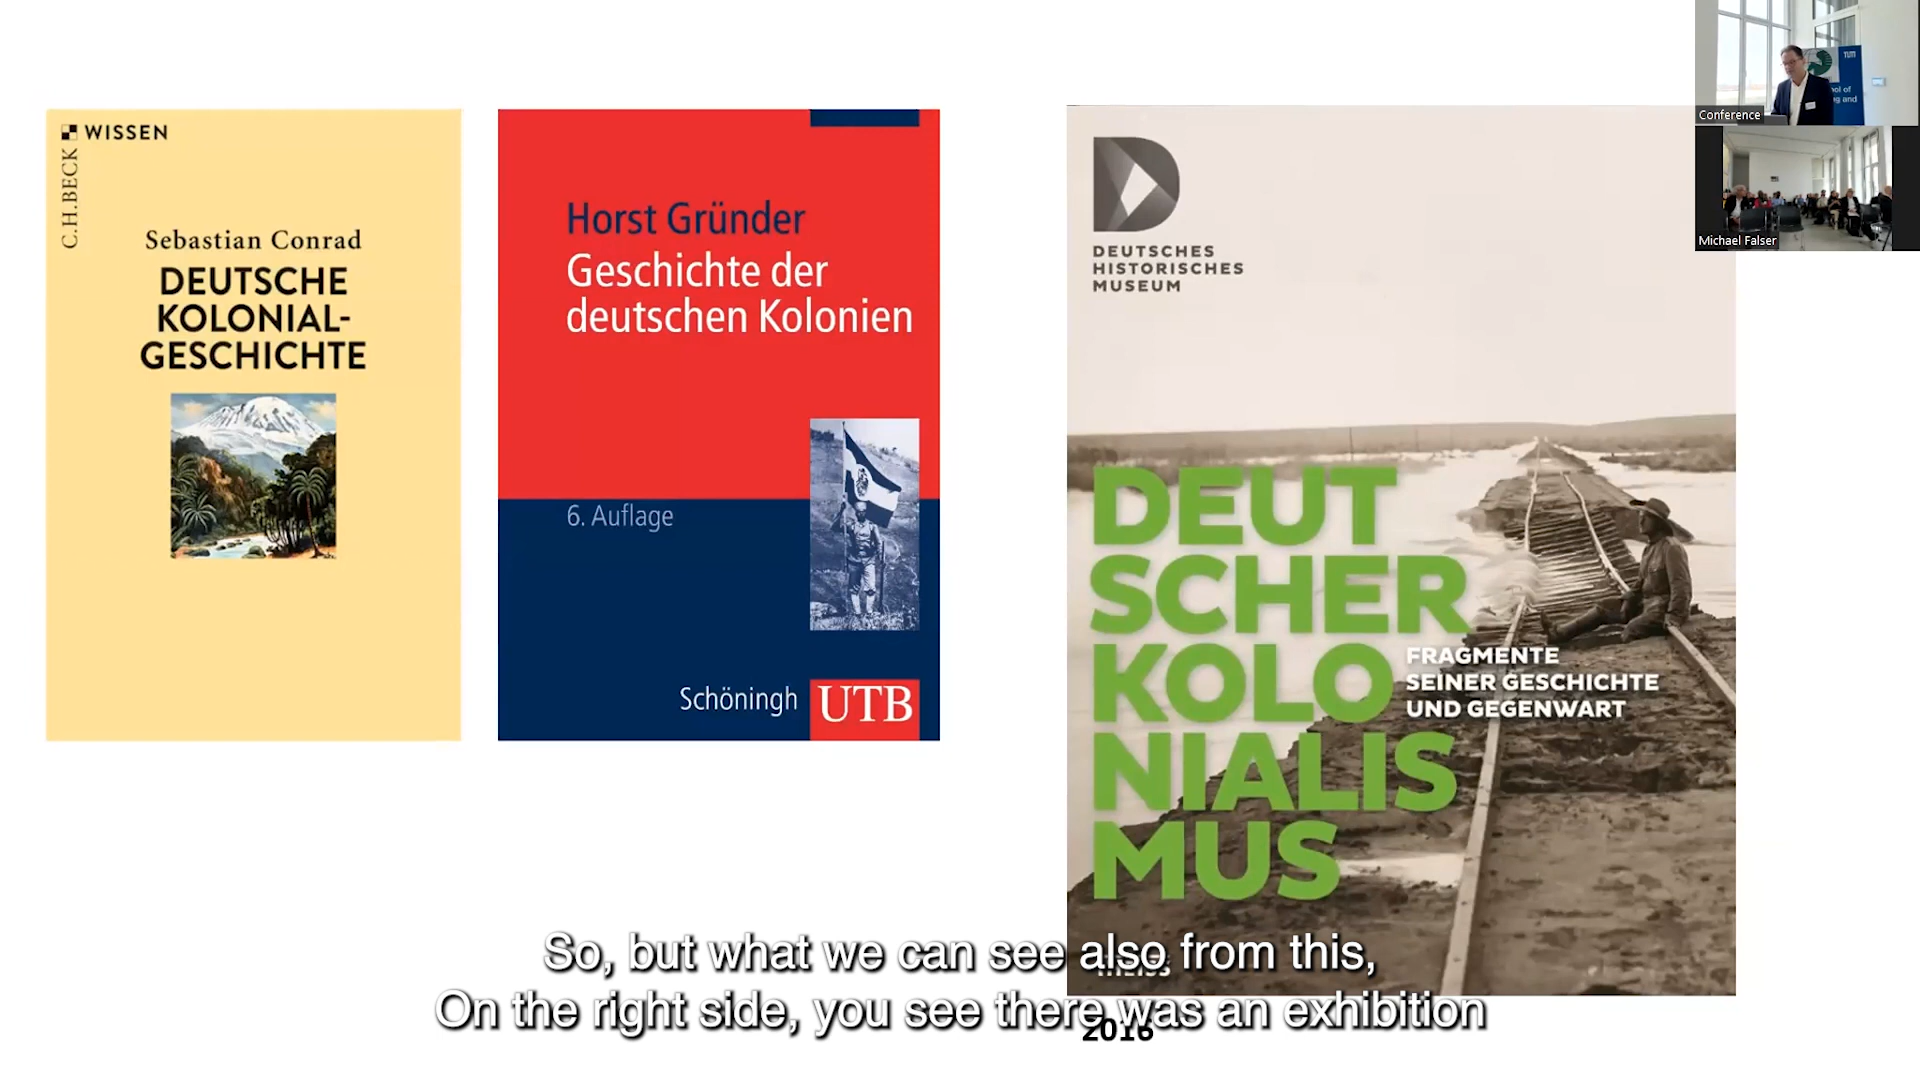 WISSEN
C.H.BECK
Sebastian Conrad
DEUTSCHE
KOLONIAL-
GESCHICHTE
Horst Gründer
Geschichte der
deutschen Kolonien
6. Auflage
Schöningh
UTB
DEUTSCHES
HISTORISCHES
MUSEUM
DEUT
SCHER
KOLO
NIALIS
MUS
FRAGMENTE
SEINER GESCHICHTE
UND GEGENWART
2016
TUM
Conference
Michael Falser
So, but what we can see also from this,
On the right side, you see there was an exhibition